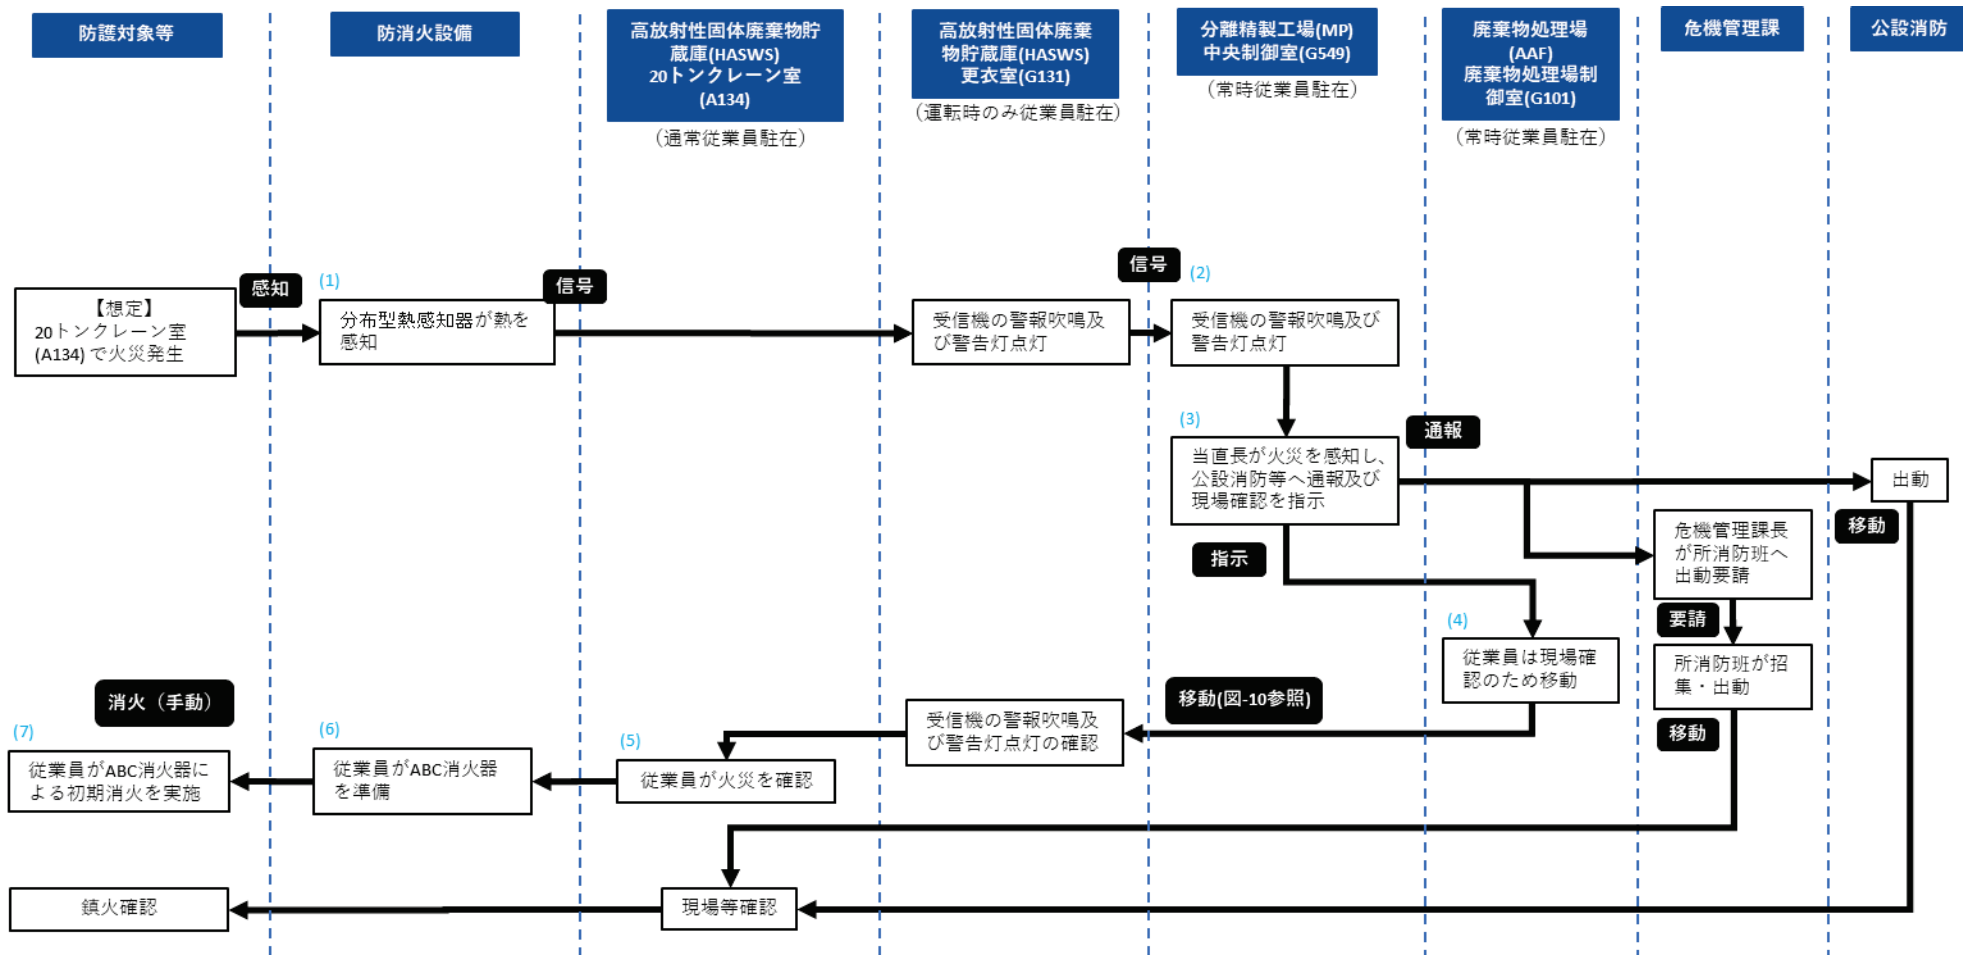 防護対象等
防消火設備
高放射性固体廃棄物貯
蔵庫(HASWS)
20トンクレーン室
(A134)
（通常従業員駐在）
高放射性固体廃棄
物貯蔵庫(HASWS)
更衣室(G131)
（運転時のみ従業員駐在）
分離精製工場(MP)
中央制御室(G549)
（常時従業員駐在）
廃棄物処理場
(AAF)
廃棄物処理場制
御室(G101)
（常時従業員駐在）
危機管理課
公設消防
【想定】
20トンクレーン室
(A134) で火災発生
感知
(1)
分布型熱感知器が熱を
感知
信号
受信機の警報吹鳴及
び警告灯点灯
信号
(2)
受信機の警報吹鳴及び
警告灯点灯
(3)
当直長が火災を感知し、
公設消防等へ通報及び
現場確認を指示
通報
出動
移動
危機管理課長
が所消防班へ
出動要請
指示
要請
(4)
従業員は現場確
認のため移動
所消防班が招
集・出動
移動
移動(図-10参照)
受信機の警報吹鳴及
び警告灯点灯の確認
(5)
従業員が火災を確認
(6)
従業員がABC消火器
を準備
消火（手動）
(7)
従業員がABC消火器に
よる初期消火を実施
現場等確認
鎮火確認